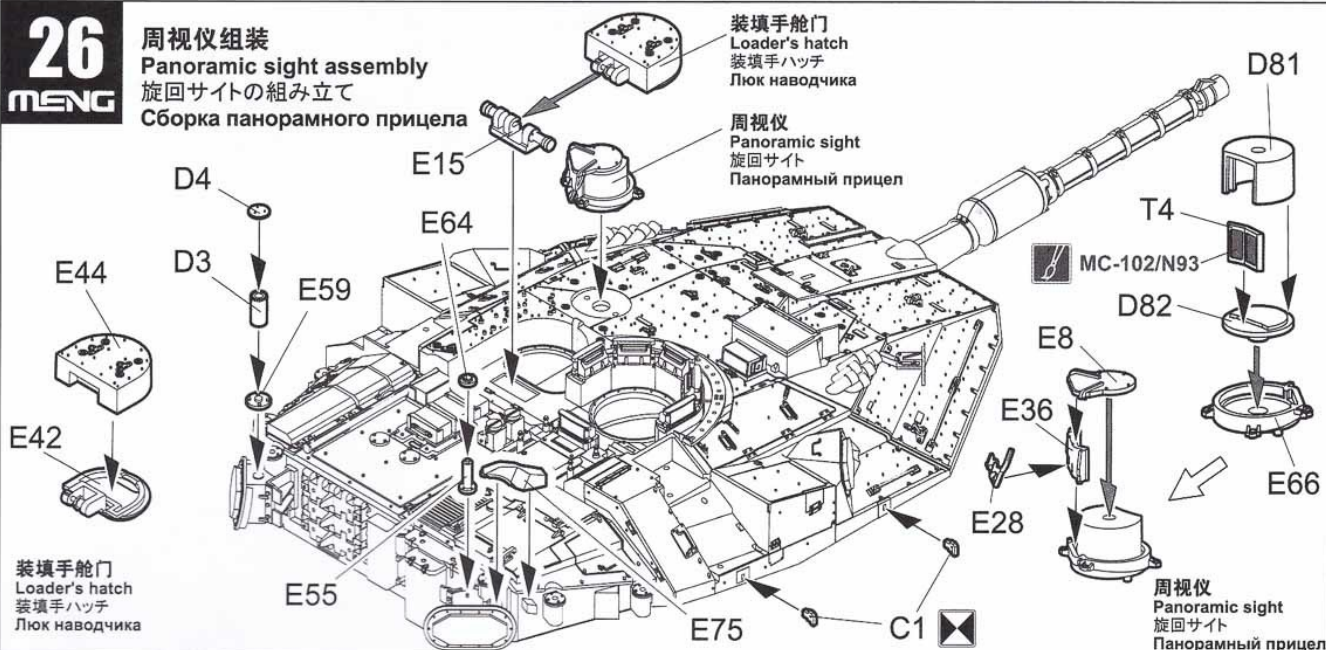 26
MENG
周视仪组装
Panoramic sight assembly
旋回サイトの組み立て
Сборка панорамного прицела
装填手舱门
Loader's hatch
装填手ハッチ
Люк наводчика
E15
周视仪
Panoramic sight
旋回サイト
Панорамный прицел
D81
T4
MC-102/N93
D82
E8
E36
E28
E66
D4
D3
E64
E59
E44
E42
E55
E75
C1
装填手舱门
Loader's hatch
装填手ハッチ
Люк наводчика
周视仪
Panoramic sight
旋回サイト
Панорамный прицел